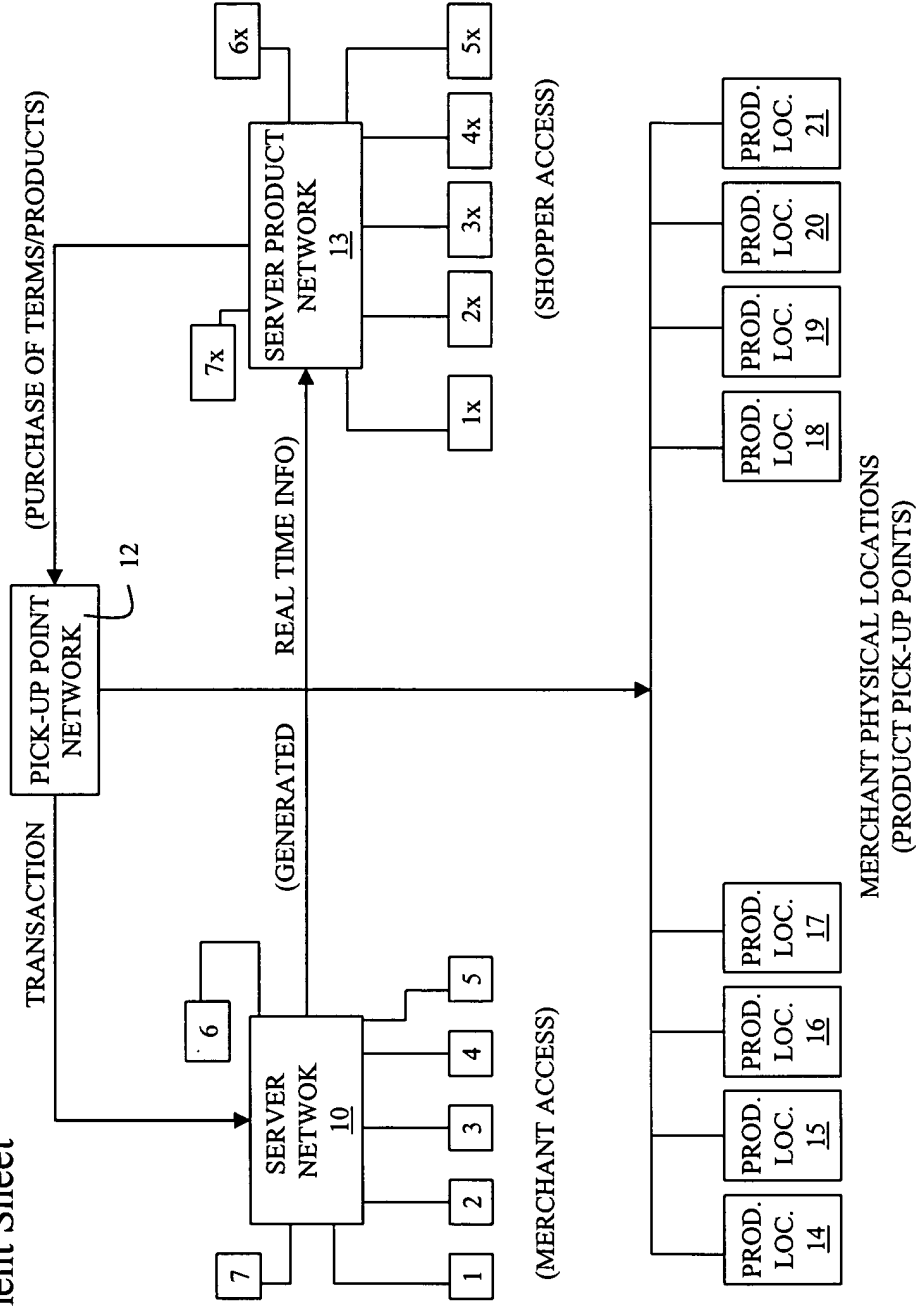 Sheet
PICK-UP POINT
NETWORK
TRANSACTION
(PURCHASE OF TERMS/PRODUCTS)
12
7
6
7x
6x
SERVER
NETWOK
10
(GENERATED
REAL TIME INFO)
SERVER PRODUCT
NETWORK
13
1
2
3
4
5
1x
2x
3x
4x
5x
(MERCHANT ACCESS)
(SHOPPER ACCESS)
PROD.
LOC.
14
PROD.
LOC.
15
PROD.
LOC.
16
PROD.
LOC.
17
PROD.
LOC.
18
PROD.
LOC.
19
PROD.
LOC.
20
PROD.
LOC.
21
MERCHANT PHYSICAL LOCATIONS
(PRODUCT PICK-UP POINTS)